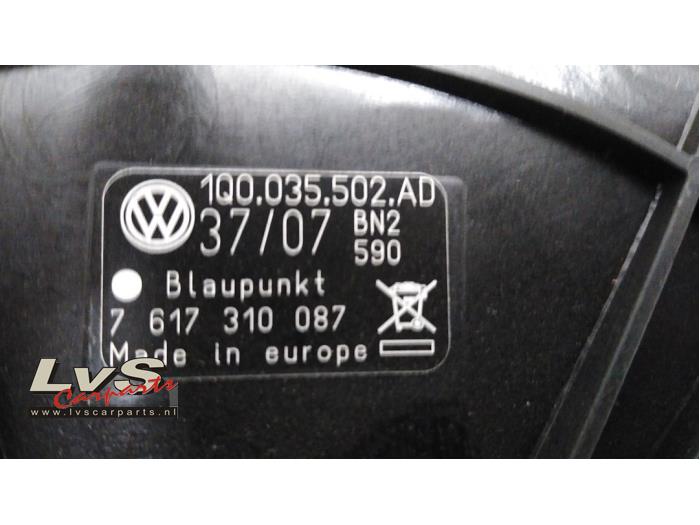 1Q0.035.502.AD
37/07 BN2
590
Blaupunkt
7 617 310 087
Made in europe
LvS
Carparts
www.lvscarparts.nl